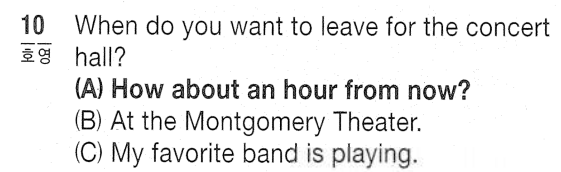 10 When do you want to leave for the concert
호영 hall?
(A) How about an hour from now?
(B) At the Montgomery Theater.
(C) My favorite band is playing.